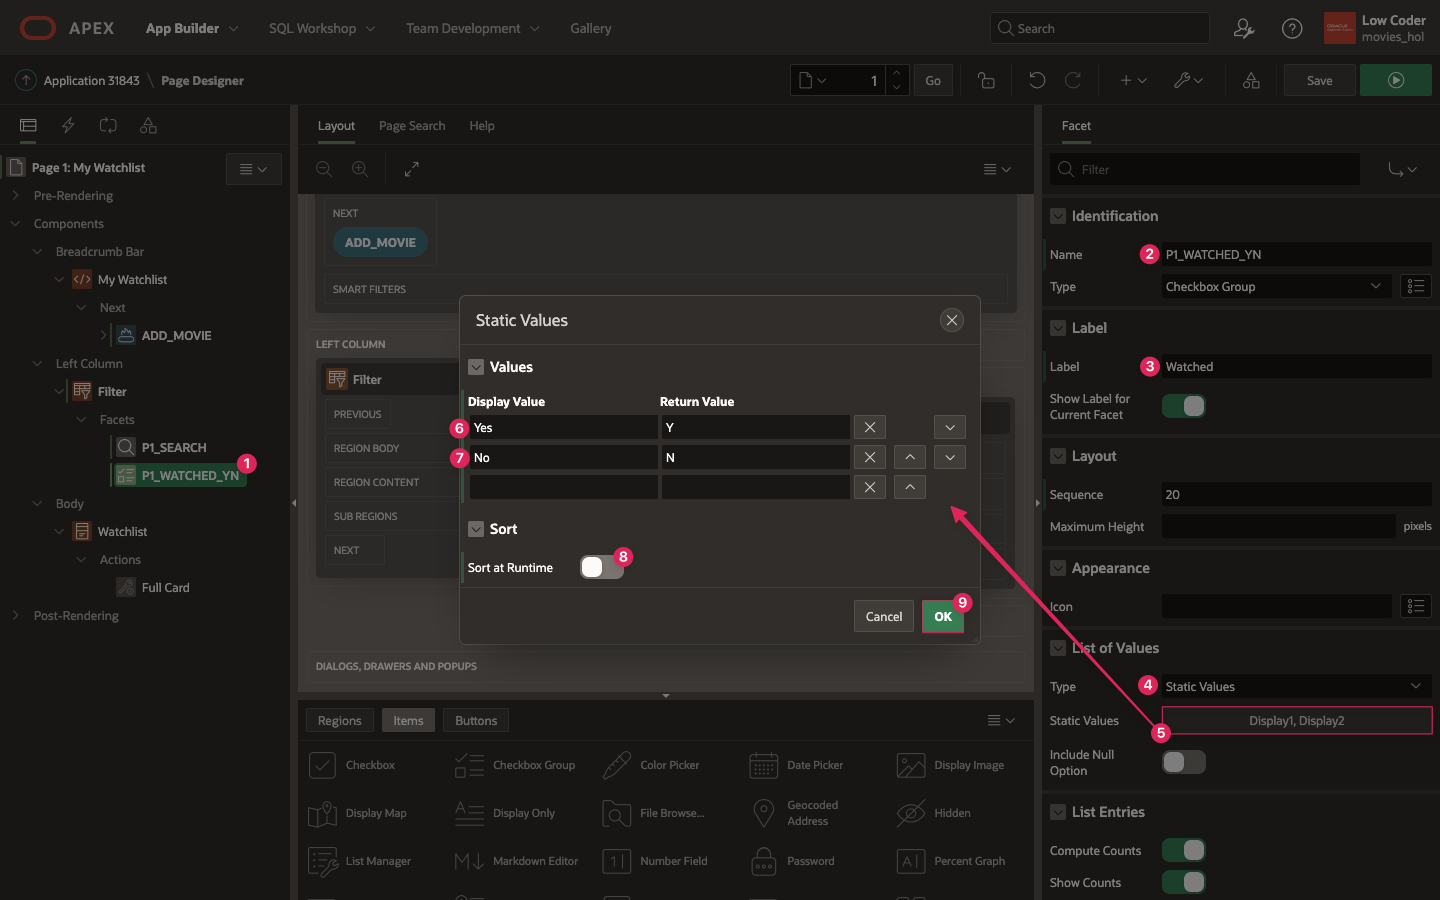 APEX
App Builder
SQL Workshop
Team Development
Gallery
Search
Low Coder
movies_hol
Application 31843 \ Page Designer
1
Go
Save
Layout
Page Search
Help
Facet
Page 1: My Watchlist
Pre-Rendering
Components
Breadcrumb Bar
My Watchlist
Next
ADD_MOVIE
Left Column
Filter
Facets
P1_SEARCH
P1_WATCHED_YN
1
Body
Watchlist
Actions
Full Card
Post-Rendering
NEXT
ADD_MOVIE
SMART FILTERS
LEFT COLUMN
Filter
PREVIOUS
REGION BODY
REGION CONTENT
SUB REGIONS
NEXT
DIALOGS, DRAWERS AND POPUPS
Static Values
Values
Display Value
Return Value
6
Yes
Y
7
No
N
Sort
Sort at Runtime
8
Cancel
OK
9
Regions
Items
Buttons
Checkbox
Checkbox Group
Color Picker
Date Picker
Display Image
Display Map
Display Only
File Browse...
Geocoded
Address
Hidden
List Manager
Markdown Editor
Number Field
Password
Percent Graph
Filter
Identification
Name
2
P1_WATCHED_YN
Type
Checkbox Group
Label
Label
3
Watched
Show Label for
Current Facet
Layout
Sequence
20
Maximum Height
pixels
Appearance
Icon
List of Values
Type
4
Static Values
Static Values
Display1, Display2
5
Include Null
Option
List Entries
Compute Counts
Show Counts